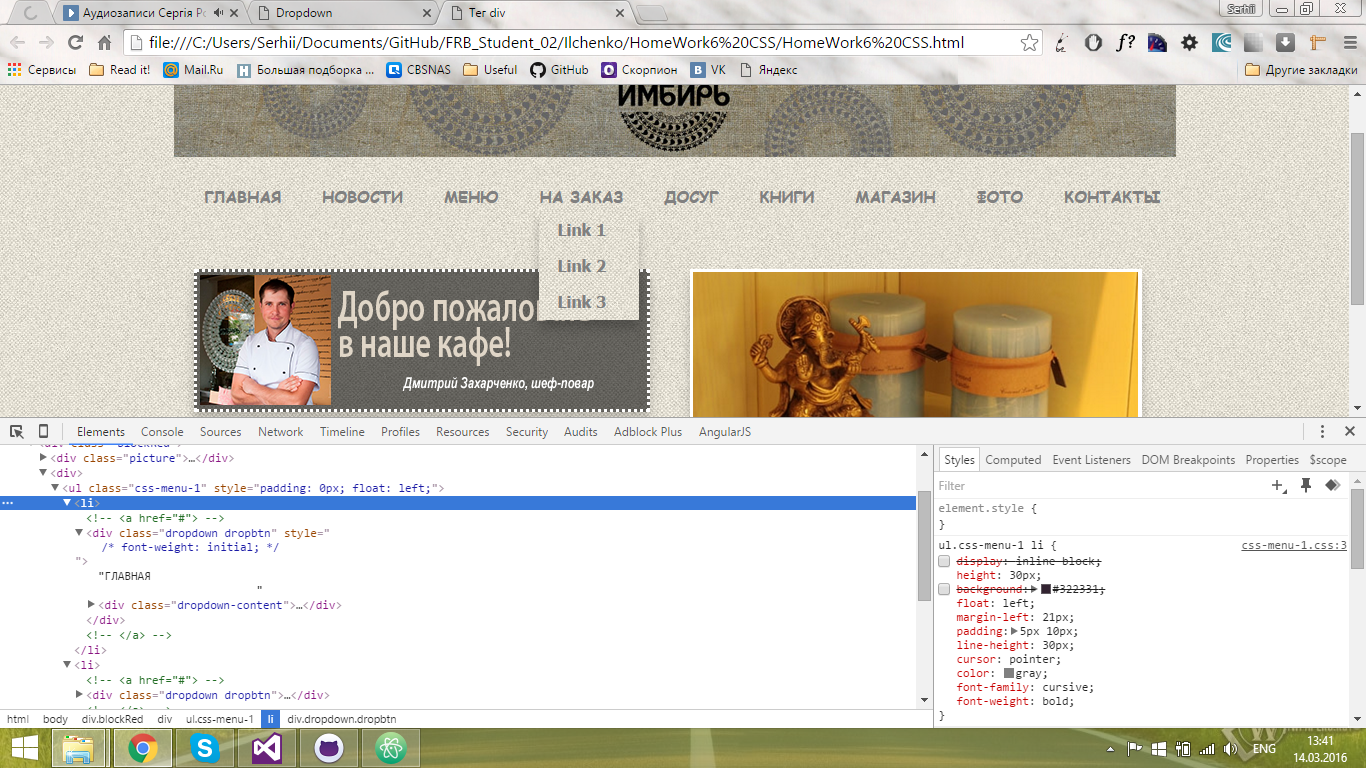 Аудиозаписи Сергія Ро
Dropdown
Тег div
Serhii
file:///C:/Users/Serhii/Documents/GitHub/FRB_Student_02/Ilchenko/HomeWork6%20CSS/HomeWork6%20CSS.html
f?
Сервисы Read it! Mail.Ru Большая подборка ... CBSNAS Useful GitHub Скорпион VK Яндекс Другие закладки
ИМБИРЬ
ГЛАВНАЯ НОВОСТИ МЕНЮ НА ЗАКАЗ ДОСУГ КНИГИ МАГАЗИН ФОТО КОНТАКТЫ
Link 1
Link 2
Link 3
Добро
в наше кафе!
Дмитрий Захарченко, шеф-повар
Elements Console Sources Network Timeline Profiles Resources Security Audits Adblock Plus AngularJS
<div class="picture">…</div>
<div>
<ul class="css-menu-1" style="padding: 0px; float: left;">
<li>
<!-- <a href="#"> -->
<div class="dropdown dropbtn" style="
/* font-weight: initial; */
">
"ГЛАВНАЯ
"
<div class="dropdown-content">…</div>
</div>
<!-- </a> -->
</li>
<li>
<!-- <a href="#"> -->
<div class="dropdown dropbtn">…</div>
html body div.blockRed div ul.css-menu-1 li div.dropdown.dropbtn
Styles Computed Event Listeners DOM Breakpoints Properties $scope
Filter
element.style {
}
ul.css-menu-1 li { css-menu-1.css:3
display: inline-block;
height: 30px;
background: #322331;
float: left;
margin-left: 21px;
padding: 5px 10px;
line-height: 30px;
cursor: pointer;
color: gray;
font-family: cursive;
font-weight: bold;
}
ENG
13:41
14.03.2016